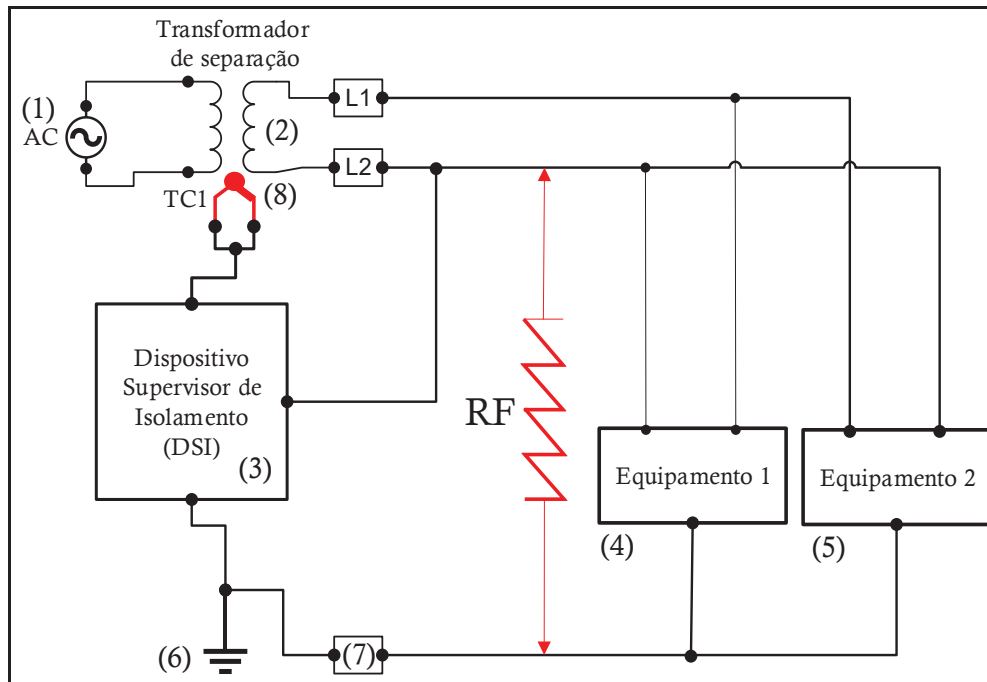 Transformador
de separação
(1)
AC
(2)
L1
L2
TC1
(8)
Dispositivo
Supervisor de
Isolamento
(DSI)
(3)
RF
Equipamento 1
(4)
Equipamento 2
(5)
(6)
(7)